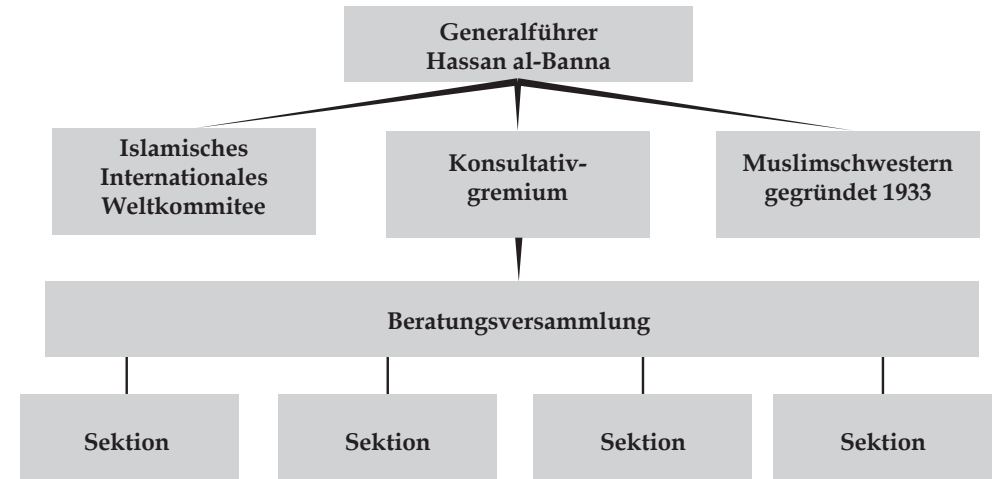 Generalführer
Hassan al-Banna
Islamisches
Internationales
Weltkommitee
Konsultativ-
gremium
Muslimschwestern
gegründet 1933
Beratungsversammlung
Sektion
Sektion
Sektion
Sektion